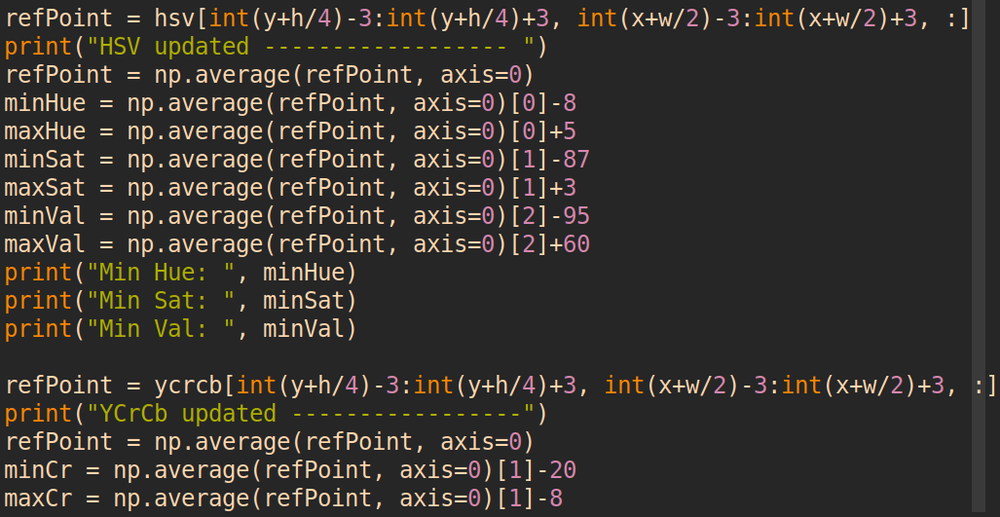 refPoint = hsv[int(y+h/4)-3:int(y+h/4)+3, int(x+w/2)-3:int(x+w/2)+3, :]
print("HSV updated ------------------ ")
refPoint = np.average(refPoint, axis=0)
minHue = np.average(refPoint, axis=0)[0]-8
maxHue = np.average(refPoint, axis=0)[0]+5
minSat = np.average(refPoint, axis=0)[1]-87
maxSat = np.average(refPoint, axis=0)[1]+3
minVal = np.average(refPoint, axis=0)[2]-95
maxVal = np.average(refPoint, axis=0)[2]+60
print("Min Hue: ", minHue)
print("Min Sat: ", minSat)
print("Min Val: ", minVal)

refPoint = ycrcb[int(y+h/4)-3:int(y+h/4)+3, int(x+w/2)-3:int(x+w/2)+3, :]
print("YCrCb updated -----------------")
refPoint = np.average(refPoint, axis=0)
minCr = np.average(refPoint, axis=0)[1]-20
maxCr = np.average(refPoint, axis=0)[1]-8